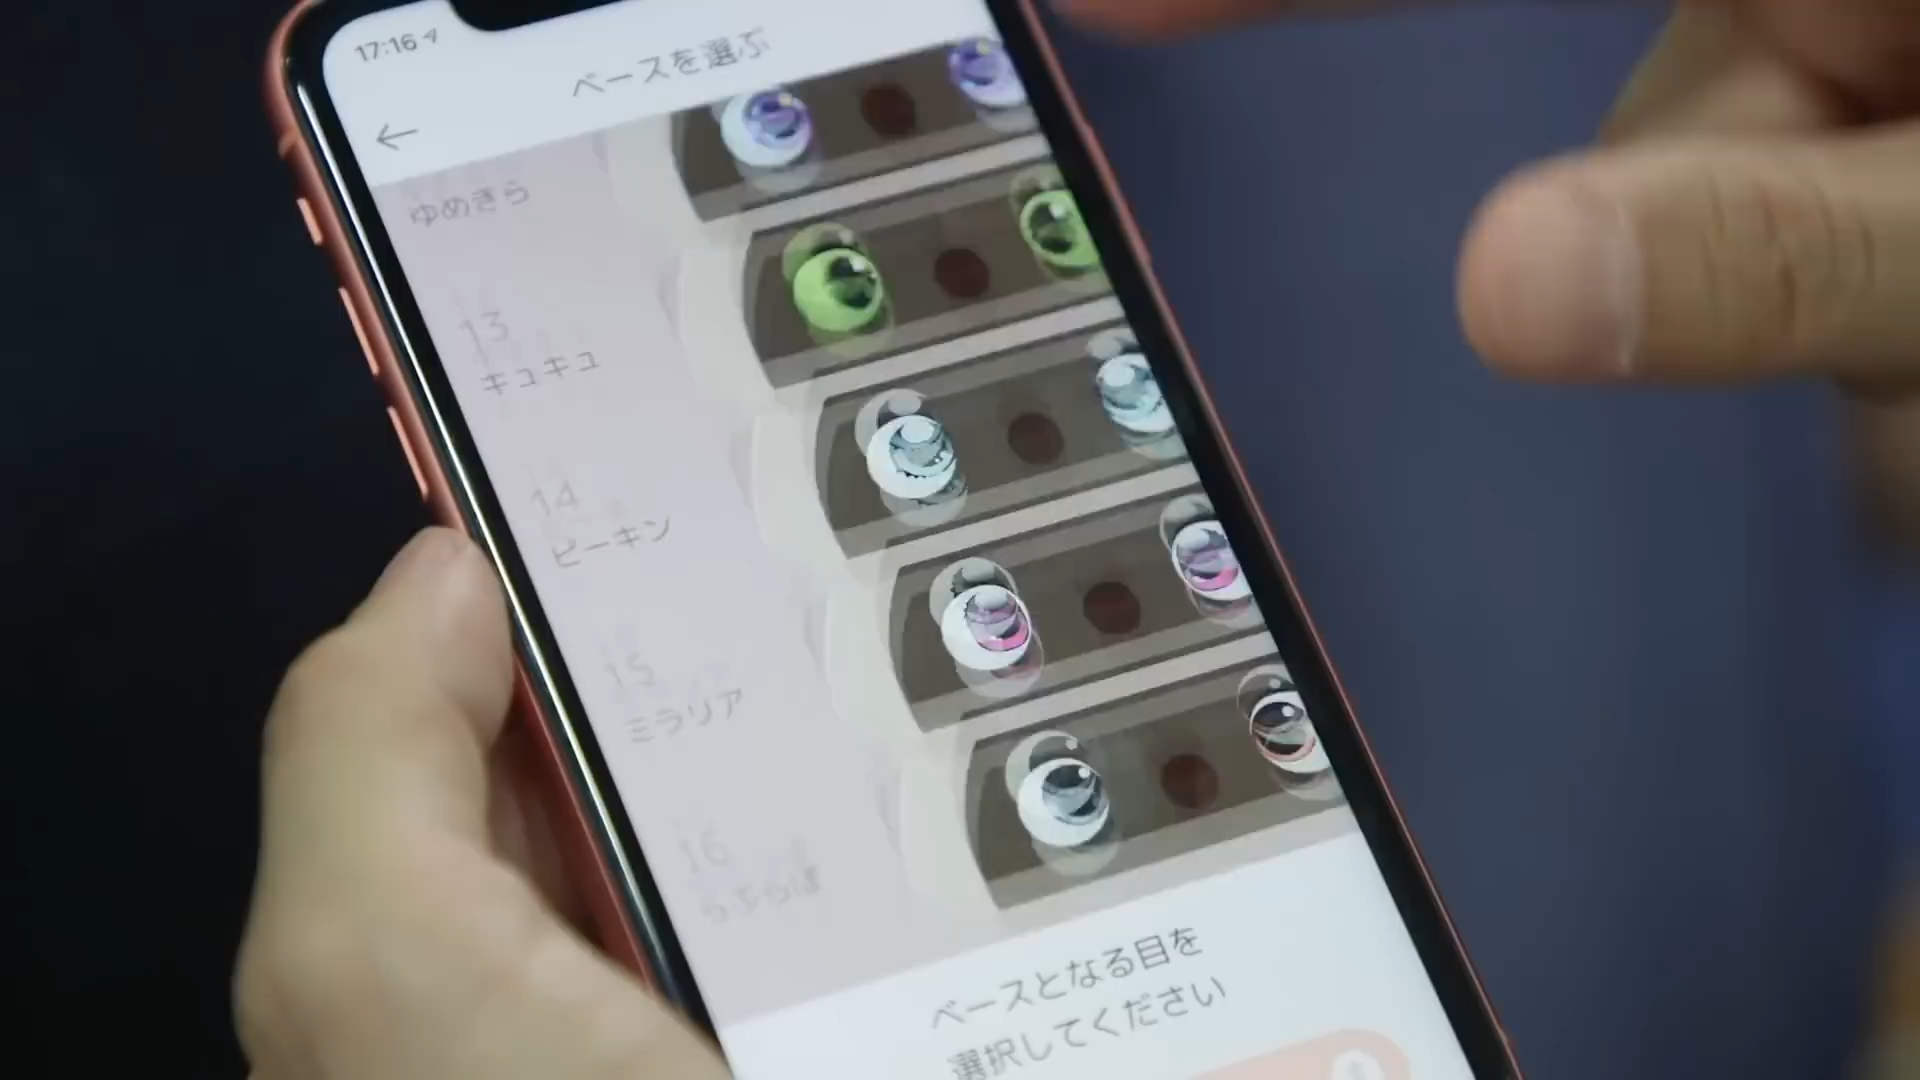 17:16
ベースを選ぶ
ゆめきら
13
キュキュ
14
ピーキン
15
ミラリア
16
ベースとなる目を
選択してください